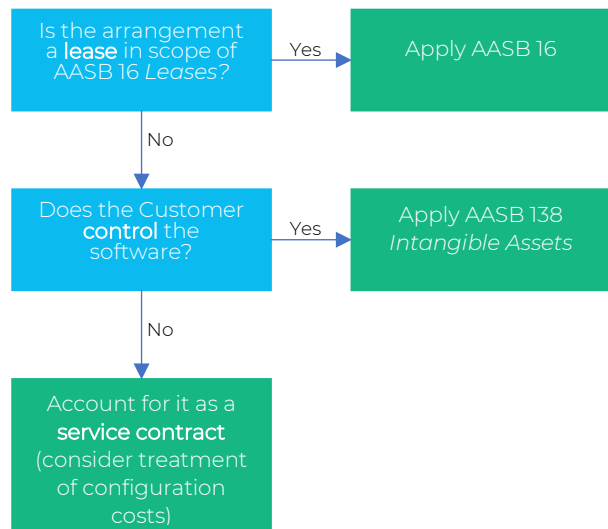 Is the arrangement
a lease in scope of
AASB 16 Leases?
Yes
Apply AASB 16
No
Does the Customer
control the
software?
Yes
Apply AASB 138
Intangible Assets
No
Account for it as a
service contract
(consider treatment
of configuration
costs)